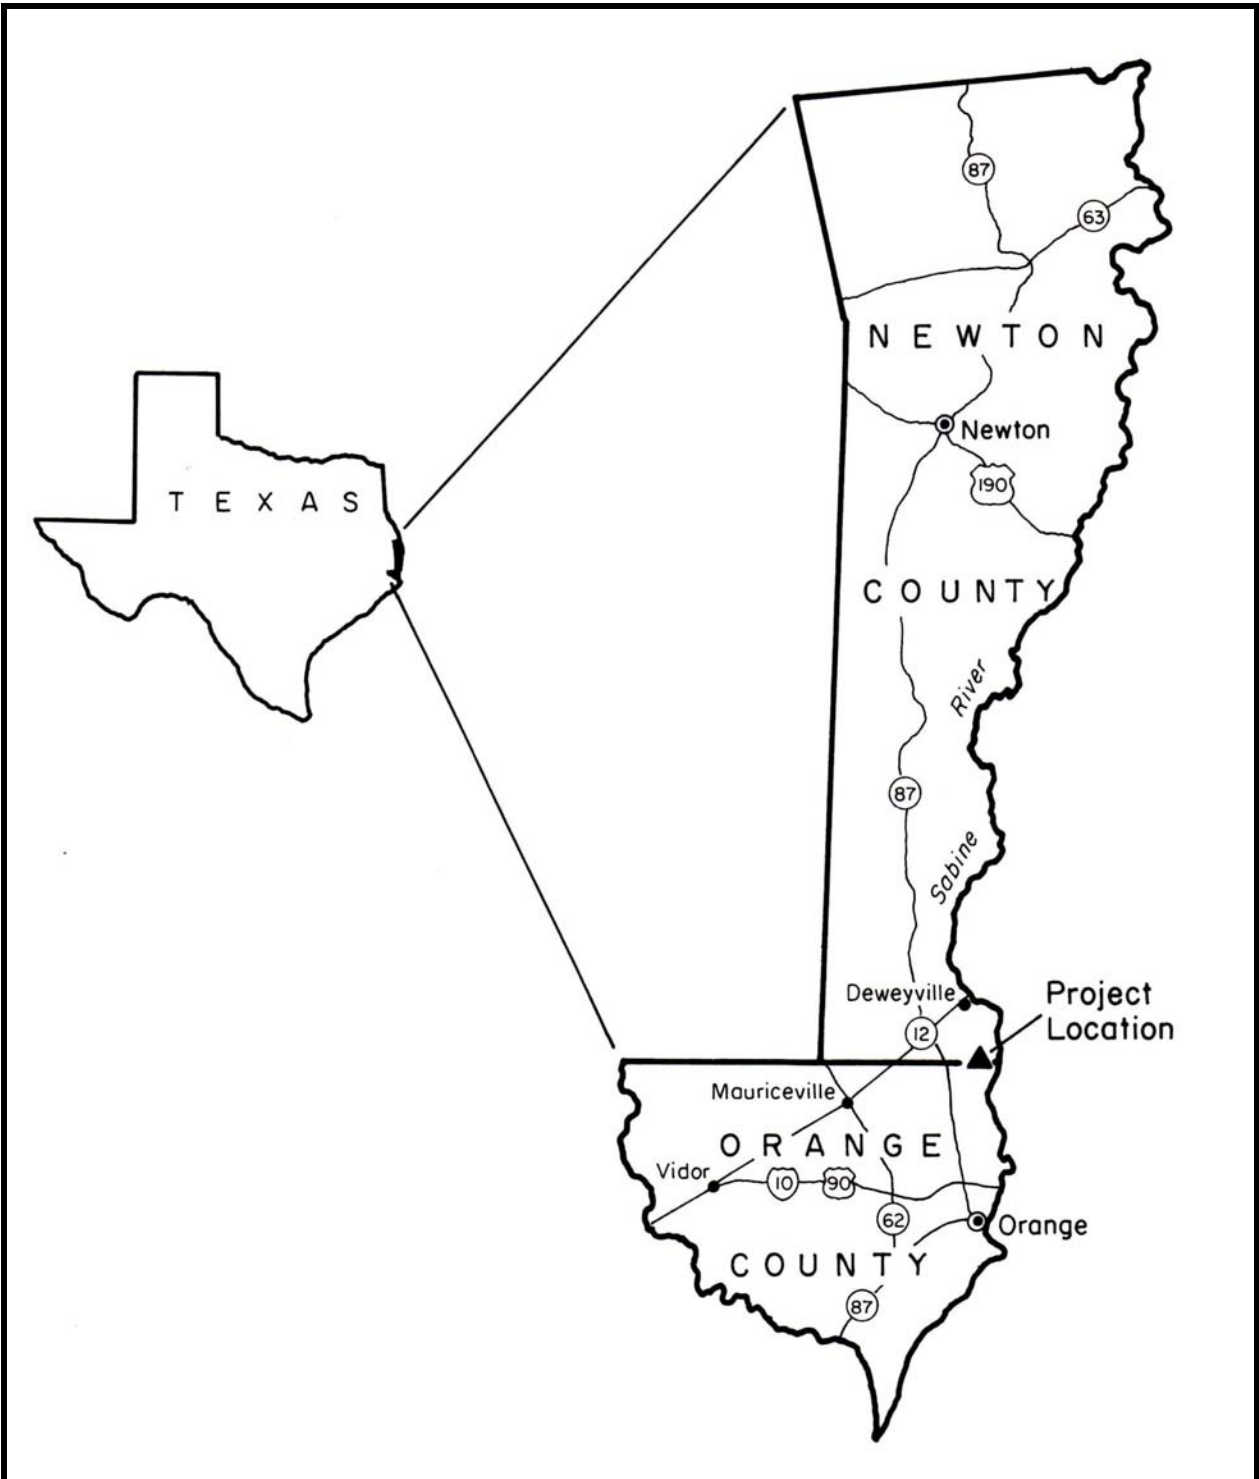 87
63
NEWTON
Newton
190
TEXAS
COUNTY
River
87
Sabine
Deweyville
Project
Location
12
Mauriceville
ORANGE
Vidor
10
90
62
Orange
COUNTY
87